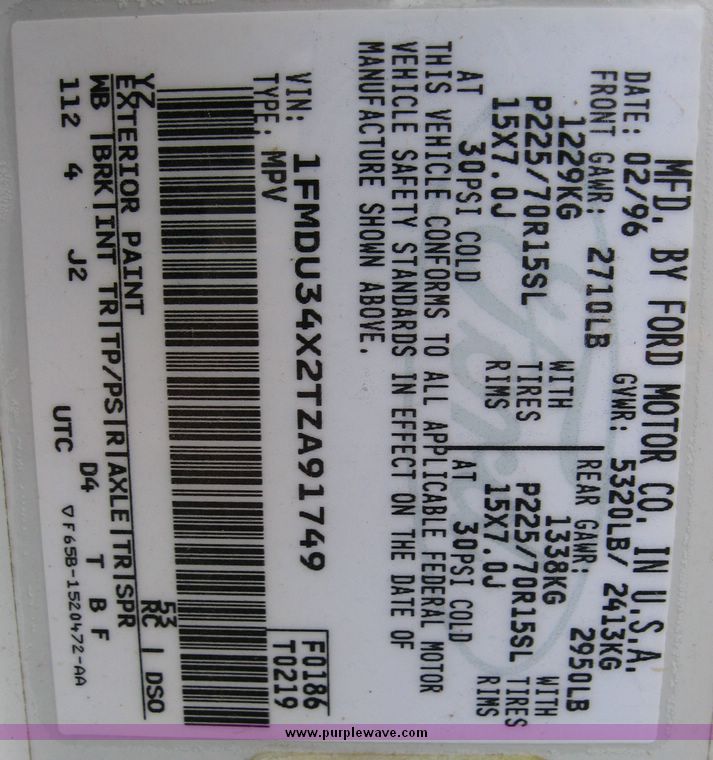 MFD. BY FORD MOTOR CO. IN U.S.A.
DATE: 02/96 GVWR: 5320LB/ 2413KG
FRONT GAWR: 2710LB REAR GAWR: 2950LB
1229KG WITH 1338KG WITH
P225/70R15SL TIRES P225/70R15SL TIRES
15X7.0J RIMS 15X7.0J RIMS
AT 30PSI COLD AT 30PSI COLD
THIS VEHICLE CONFORMS TO ALL APPLICABLE FEDERAL MOTOR
VEHICLE SAFETY STANDARDS IN EFFECT ON THE DATE OF
MANUFACTURE SHOWN ABOVE.
VIN: 1FMDU34X2TZA91749 F0186
TYPE: MPV T0219
YZ 53
EXTERIOR PAINT RC | DSO
WB |BRK|INT TR|TP/PS|R|AXLE|TR|SPR
112 4 J2 D4 T B F
UTC ▽F65B-1520472-AA
www.purplewave.com